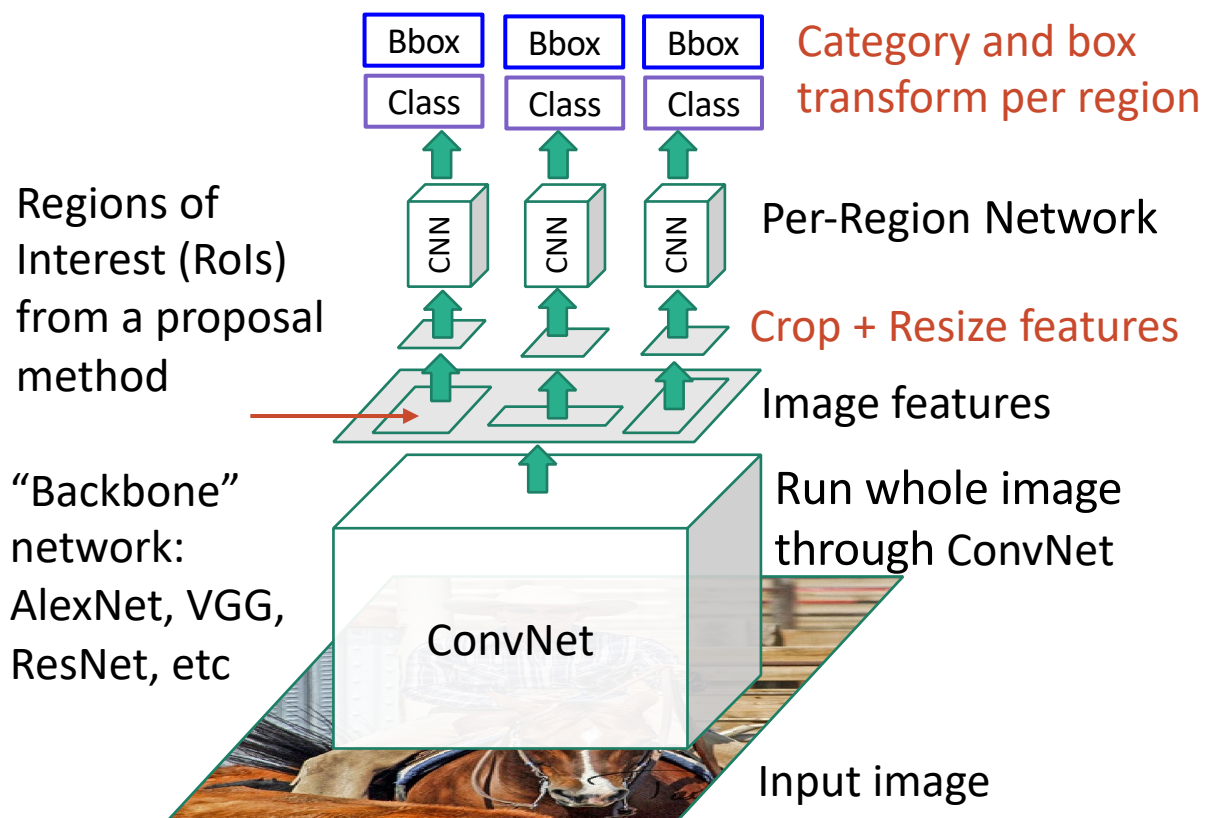 Bbox
Bbox
Bbox
Class
Class
Class
Category and box
transform per region
Regions of
Interest (RoIs)
from a proposal
method
CNN
CNN
CNN
Per-Region Network
Crop + Resize features
Image features
“Backbone”
network:
AlexNet, VGG,
ResNet, etc
Run whole image
through ConvNet
ConvNet
Input image